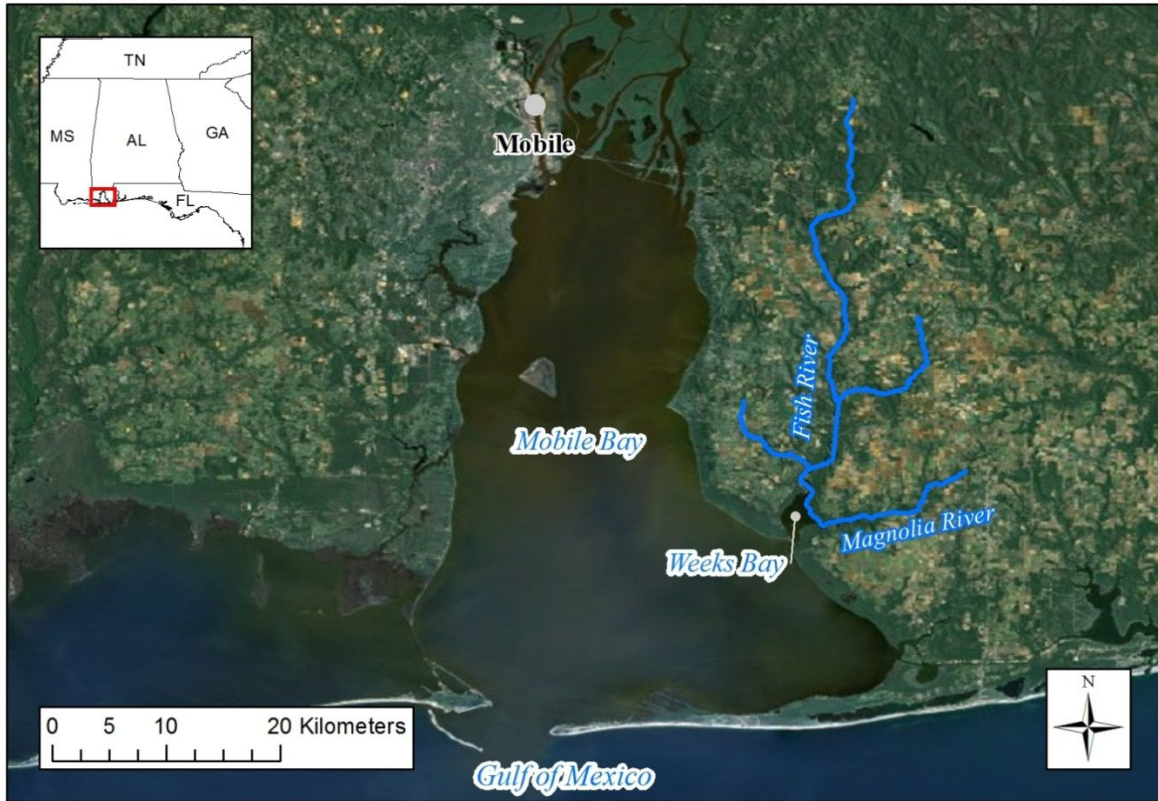 TN
MS
AL
GA
FL
Mobile
Mobile Bay
Fish River
Magnolia River
Weeks Bay
0 5 10 20 Kilometers
N
Gulf of Mexico